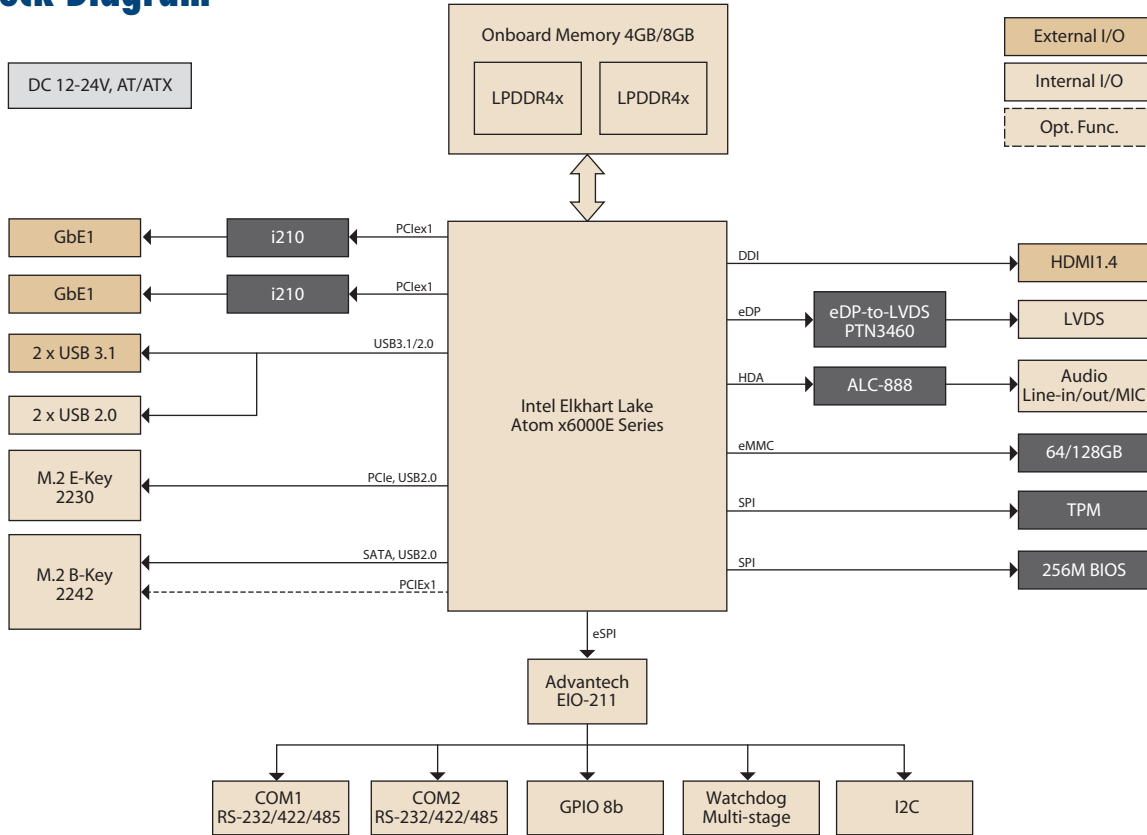 Diagram
DC 12-24V, AT/ATX
Onboard Memory 4GB/8GB
LPDDR4x
LPDDR4x
External I/O
Internal I/O
Opt. Func.
GbE1
i210
PCIex1
GbE1
i210
PCIex1
2 x USB 3.1
USB3.1/2.0
2 x USB 2.0
M.2 E-Key
2230
PCIe, USB2.0
M.2 B-Key
2242
SATA, USB2.0
PCIEx1
Intel Elkhart Lake
Atom x6000E Series
DDI
HDMI1.4
eDP
eDP-to-LVDS
PTN3460
LVDS
HDA
ALC-888
Audio
Line-in/out/MIC
eMMC
64/128GB
SPI
TPM
SPI
256M BIOS
eSPI
Advantech
EIO-211
COM1
RS-232/422/485
COM2
RS-232/422/485
GPIO 8b
Watchdog
Multi-stage
I2C